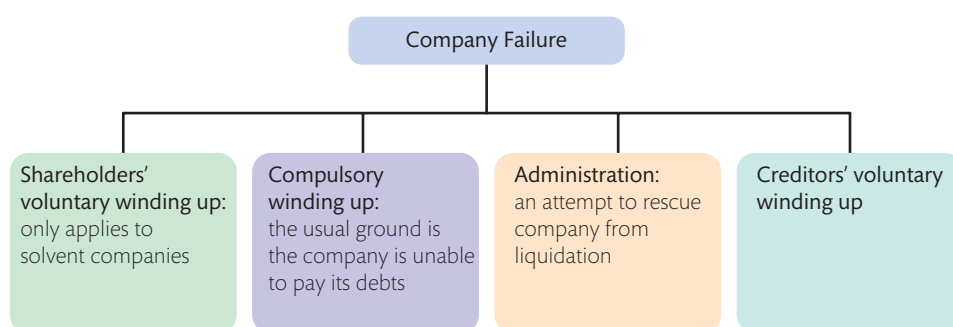 Company Failure
Shareholders'
voluntary winding up:
only applies to
solvent companies
Compulsory
winding up:
the usual ground is
the company is unable
to pay its debts
Administration:
an attempt to rescue
company from
liquidation
Creditors' voluntary
winding up